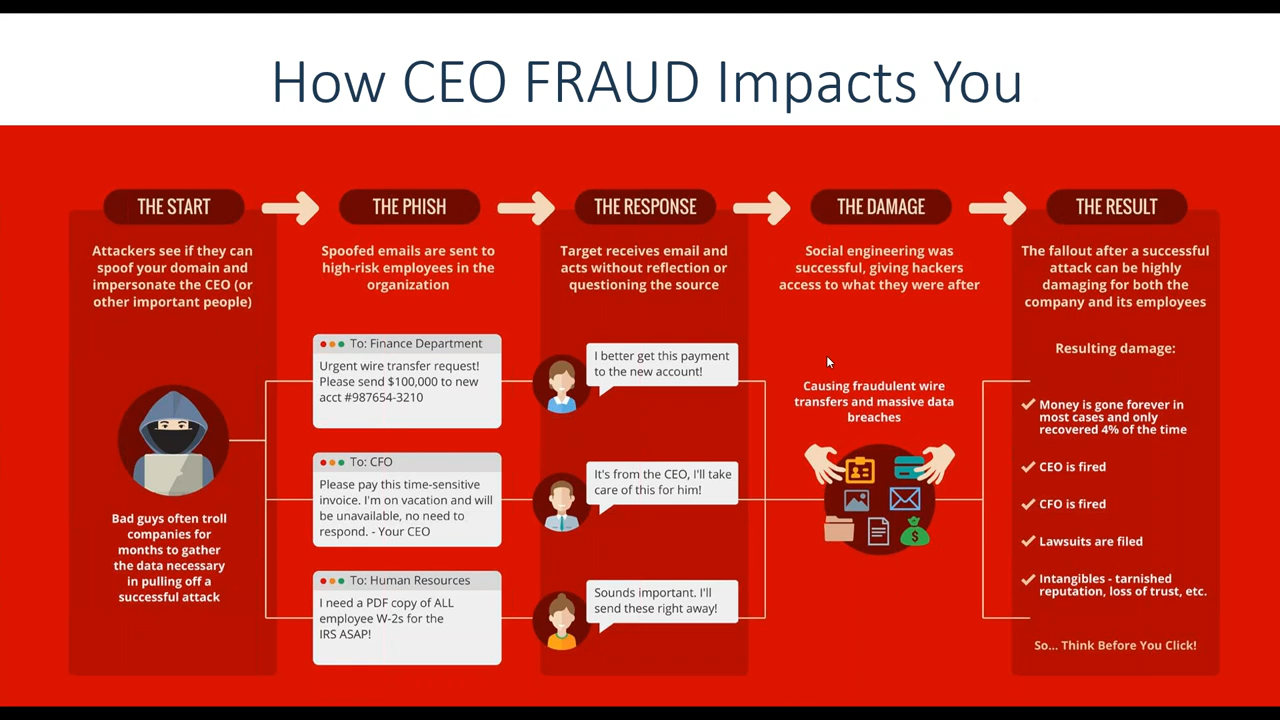 How CEO FRAUD Impacts You
THE START
Attackers see if they can
spoof your domain and
impersonate the CEO (or
other important people)
Bad guys often troll
companies for
months to gather
the data necessary
in pulling off a
successful attack
THE PHISH
Spoofed emails are sent to
high-risk employees in the
organization
To: Finance Department
Urgent wire transfer request!
Please send $100,000 to new
acct #987654-3210
To: CFO
Please pay this time-sensitive
invoice. I'm on vacation and will
be unavailable, no need to
respond. - Your CEO
To: Human Resources
I need a PDF copy of ALL
employee W-2s for the
IRS ASAP!
THE RESPONSE
Target receives email and
acts without reflection or
questioning the source
I better get this payment
to the new account!
It's from the CEO, I'll take
care of this for him!
Sounds important. I'll
send these right away!
THE DAMAGE
Social engineering was
successful, giving hackers
access to what they were after
Causing fraudulent wire
transfers and massive data
breaches
THE RESULT
The fallout after a successful
attack can be highly
damaging for both the
company and its employees
Resulting damage:
Money is gone forever in
most cases and only
recovered 4% of the time
CEO is fired
CFO is fired
Lawsuits are filed
Intangibles - tarnished
reputation, loss of trust, etc.
So... Think Before You Click!